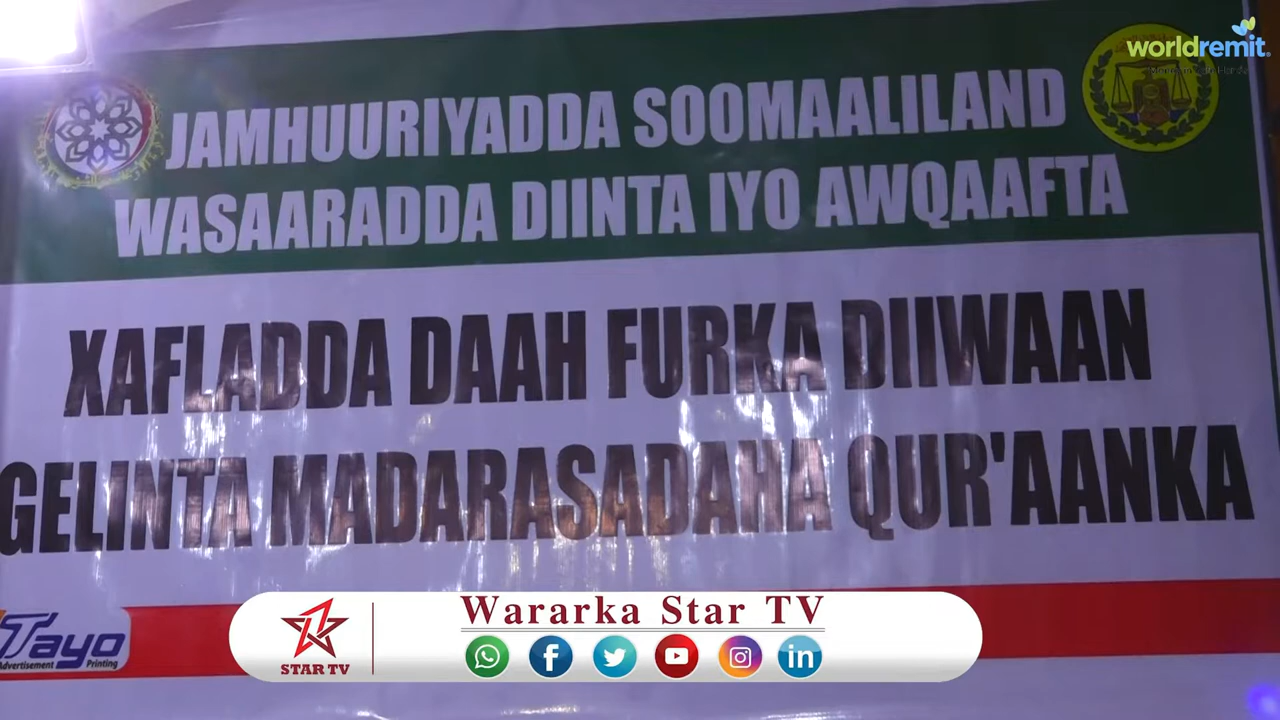 worldremit
JAMHUURIYADDA SOOMAALILAND
WASAARADDA DIINTA IYO AWQAAFTA
XAFLADDA DAAH FURKA DIIWAAN
GELINTA MADARASADAHA QUR'AANKA
Tayo
Advertisement Printing
Wararka Star TV
STAR TV